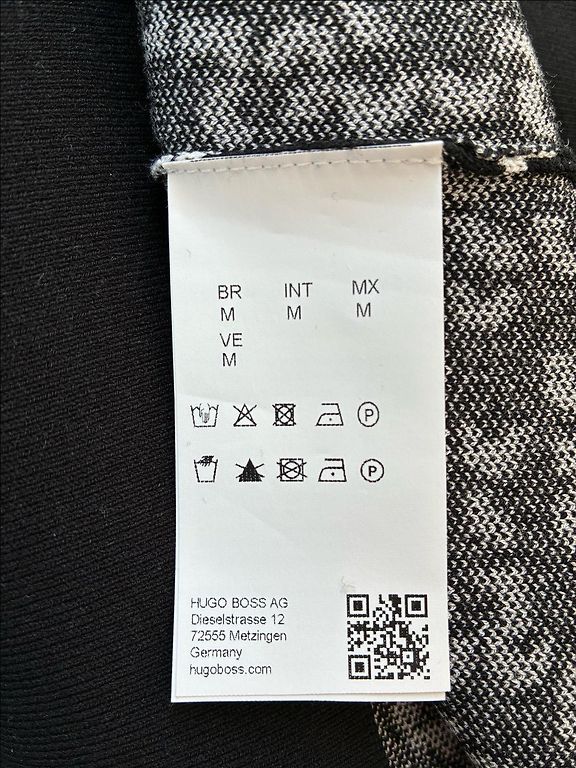 BR INT MX
M M M
VE
M
P
P
HUGO BOSS AG
Dieselstrasse 12
72555 Metzingen
Germany
hugoboss.com